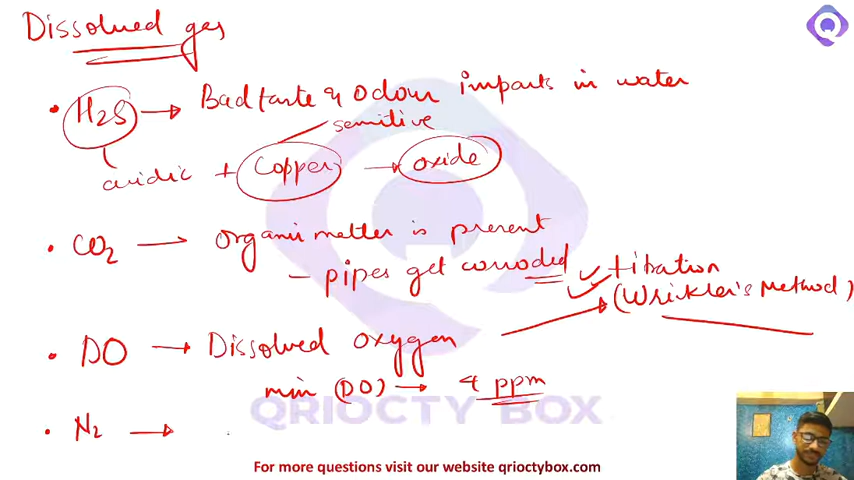 Dissolved gas
• H2S → Bad taste & Odour imparts in water
sensitive
acidic + Copper → oxide
• CO2 → Organic matter is present
- pipes get corroded
titration
(Wrinkler's Method)
• DO → Dissolved oxygen
min (DO) → 4 ppm
QRIOCTY BOX
• N2 →
For more questions visit our website qrioctybox.com